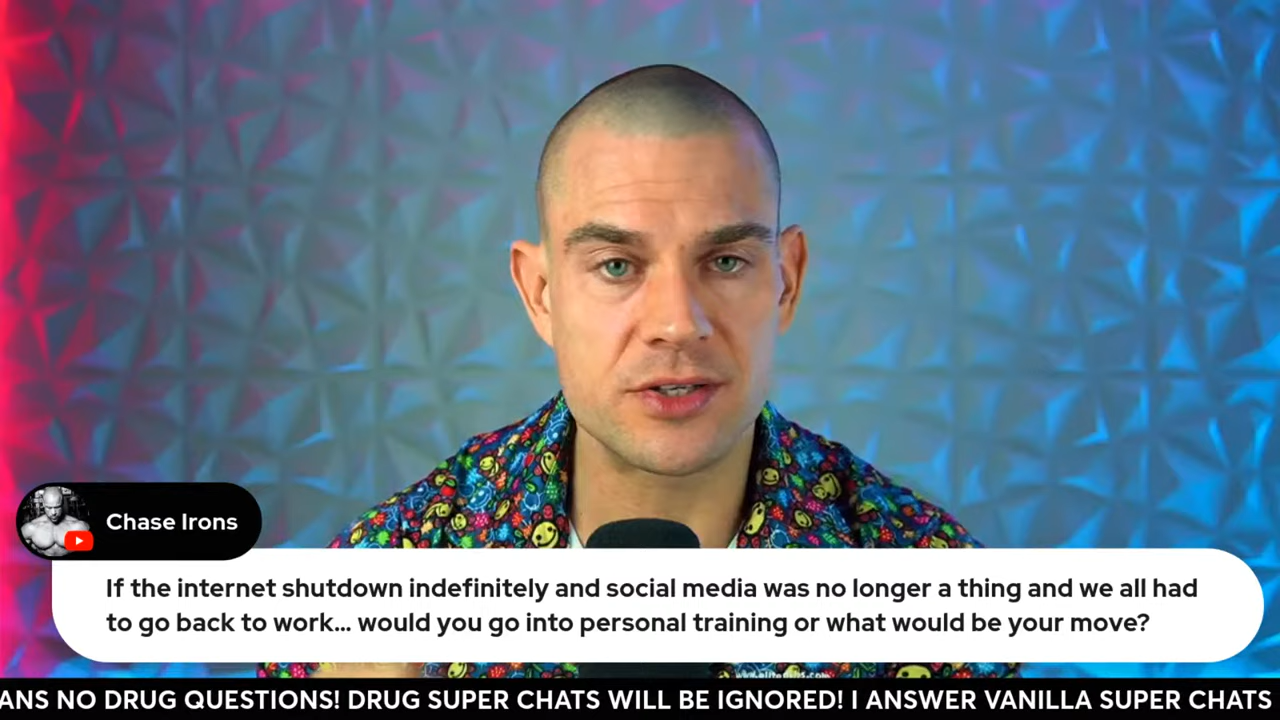 Chase Irons
If the internet shutdown indefinitely and social media was no longer a thing and we all had
to go back to work... would you go into personal training or what would be your move?
ANS NO DRUG QUESTIONS! DRUG SUPER CHATS WILL BE IGNORED! I ANSWER VANILLA SUPER CHATS